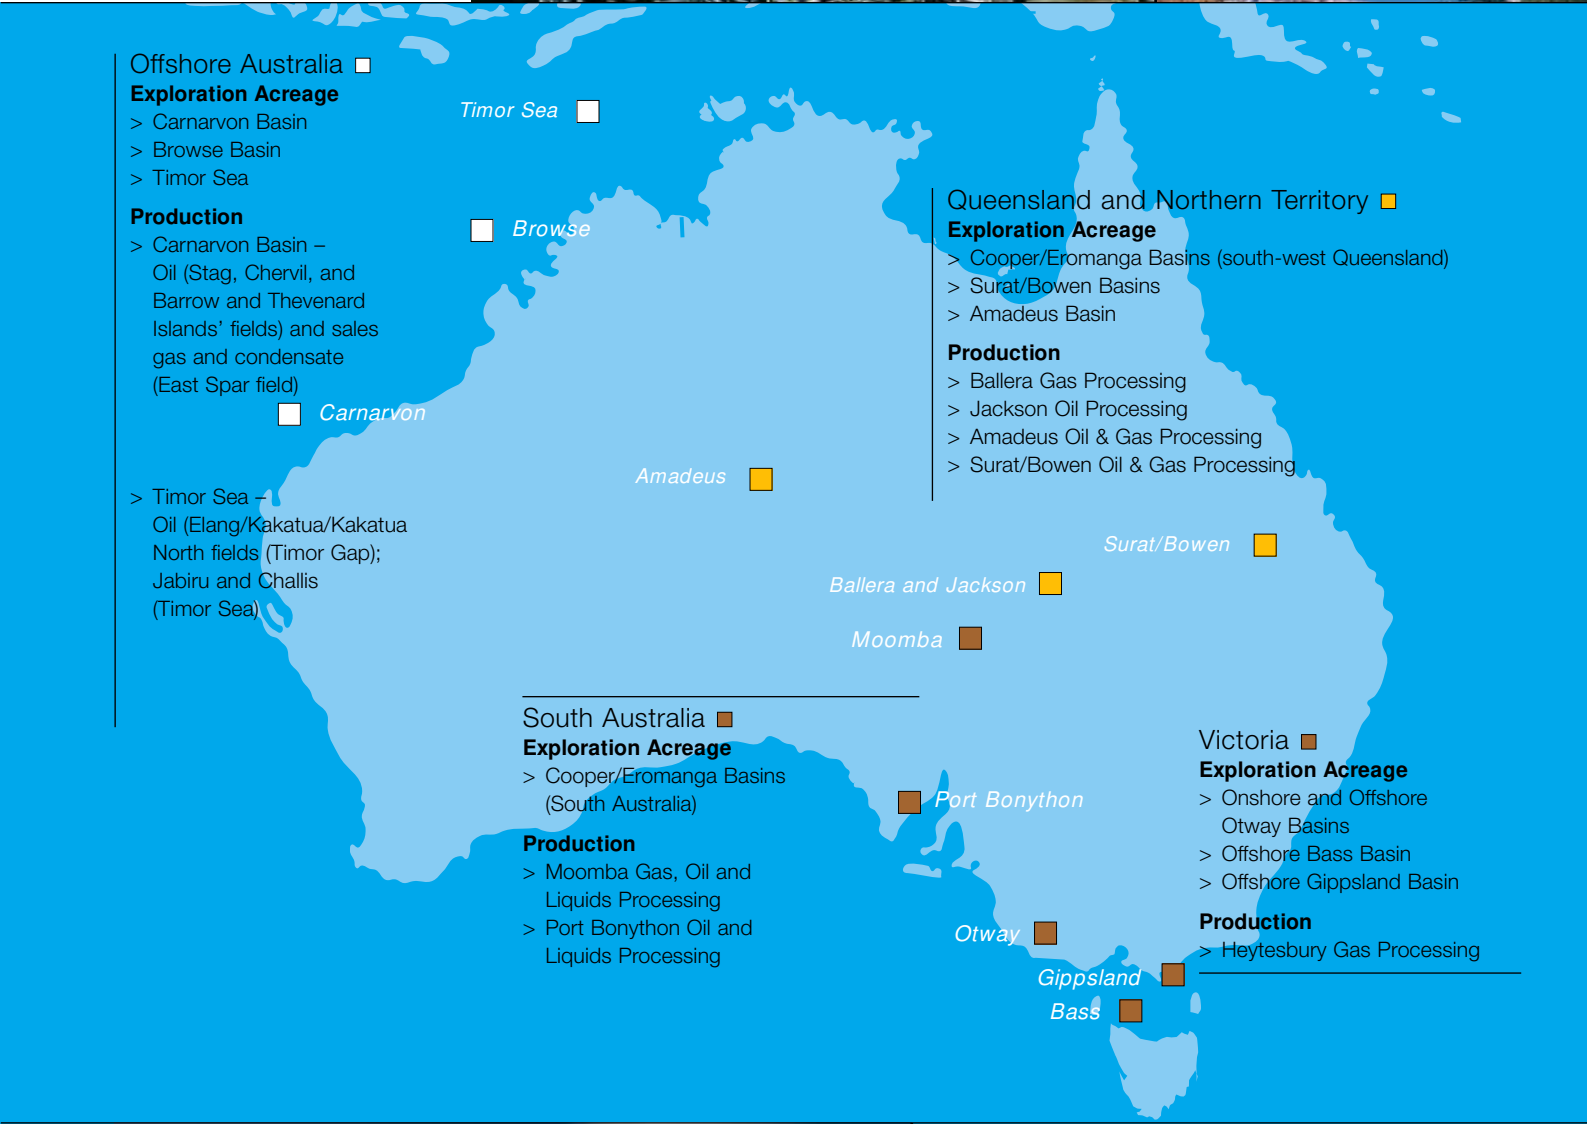 Offshore Australia
Exploration Acreage
> Carnarvon Basin
> Browse Basin
> Timor Sea
Production
> Carnarvon Basin –
Oil (Stag, Chervil, and
Barrow and Thevenard
Islands’ fields) and sales
gas and condensate
(East Spar field)
> Timor Sea –
Oil (Elang/Kakatua/Kakatua
North fields (Timor Gap);
Jabiru and Challis
(Timor Sea)
Timor Sea
Browse
Carnarvon
Queensland and Northern Territory
Exploration Acreage
> Cooper/Eromanga Basins (south-west Queensland)
> Surat/Bowen Basins
> Amadeus Basin
Production
> Ballera Gas Processing
> Jackson Oil Processing
> Amadeus Oil & Gas Processing
> Surat/Bowen Oil & Gas Processing
Amadeus
Surat/Bowen
Ballera and Jackson
Moomba
South Australia
Exploration Acreage
> Cooper/Eromanga Basins
(South Australia)
Production
> Moomba Gas, Oil and
Liquids Processing
> Port Bonython Oil and
Liquids Processing
Port Bonython
Otway
Gippsland
Bass
Victoria
Exploration Acreage
> Onshore and Offshore
Otway Basins
> Offshore Bass Basin
> Offshore Gippsland Basin
Production
> Heytesbury Gas Processing